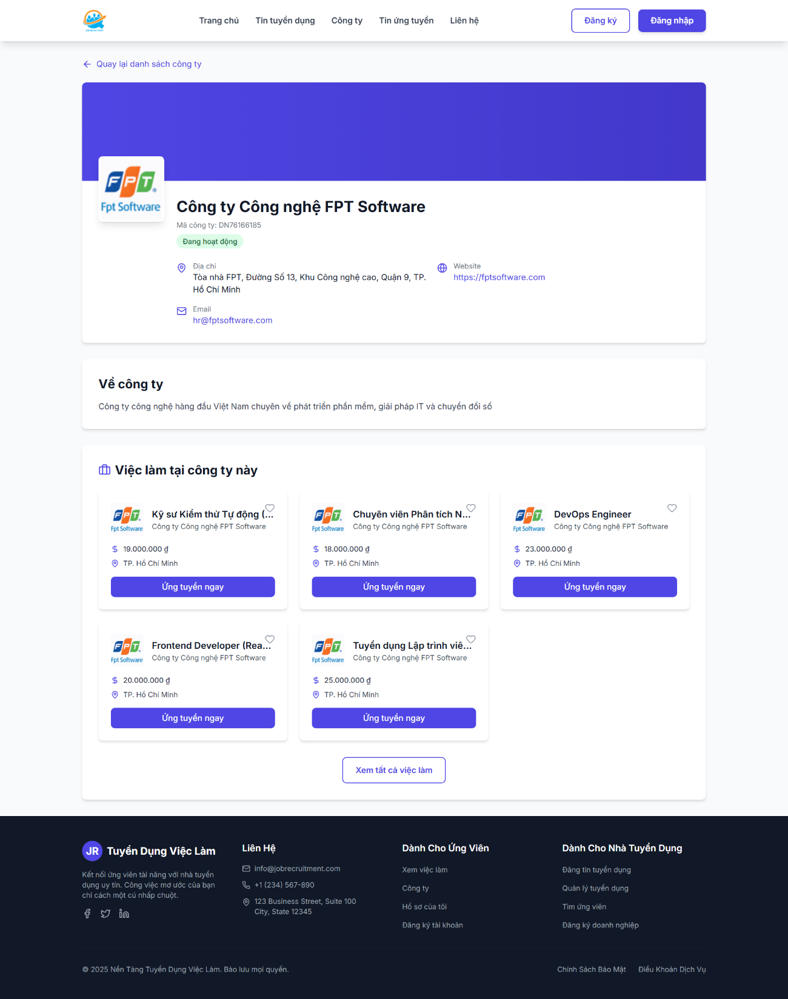 Trang chủ
Tin tuyển dụng
Công ty
Tin ứng tuyển
Liên hệ
Đăng ký
Đăng nhập
Quay lại danh sách công ty
FPT
Fpt Software
Công ty Công nghệ FPT Software
Mã công ty: DN76166185
Đang hoạt động
Địa chỉ
Tòa nhà FPT, Đường Số 13, Khu Công nghệ cao, Quận 9, TP.
Hồ Chí Minh
Website
https://fptsoftware.com
Email
hr@fptsoftware.com
Về công ty
Công ty công nghệ hàng đầu Việt Nam chuyên về phát triển phần mềm, giải pháp IT và chuyển đổi số
Việc làm tại công ty này
FPT
Fpt Software
Kỹ sư Kiểm thử Tự động (...
Công ty Công nghệ FPT Software
19.000.000 ₫
TP. Hồ Chí Minh
Ứng tuyển ngay
FPT
Fpt Software
Chuyên viên Phân tích N...
Công ty Công nghệ FPT Software
18.000.000 ₫
TP. Hồ Chí Minh
Ứng tuyển ngay
FPT
Fpt Software
DevOps Engineer
Công ty Công nghệ FPT Software
23.000.000 ₫
TP. Hồ Chí Minh
Ứng tuyển ngay
FPT
Fpt Software
Frontend Developer (Rea...
Công ty Công nghệ FPT Software
20.000.000 ₫
TP. Hồ Chí Minh
Ứng tuyển ngay
FPT
Fpt Software
Tuyển dụng Lập trình viê...
Công ty Công nghệ FPT Software
25.000.000 ₫
TP. Hồ Chí Minh
Ứng tuyển ngay
Xem tất cả việc làm
JR Tuyển Dụng Việc Làm
Kết nối ứng viên tài năng với nhà tuyển
dụng uy tín. Công việc mơ ước của bạn
chỉ cách một cú nhấp chuột.
Liên Hệ
info@jobrecruitment.com
+1 (234) 567-890
123 Business Street, Suite 100
City, State 12345
Dành Cho Ứng Viên
Xem việc làm
Công ty
Hồ sơ của tôi
Đăng ký tài khoản
Dành Cho Nhà Tuyển Dụng
Đăng tin tuyển dụng
Quản lý tuyển dụng
Tìm ứng viên
Đăng ký doanh nghiệp
© 2025 Nền Tảng Tuyển Dụng Việc Làm. Bảo lưu mọi quyền.
Chính Sách Bảo Mật
Điều Khoản Dịch Vụ